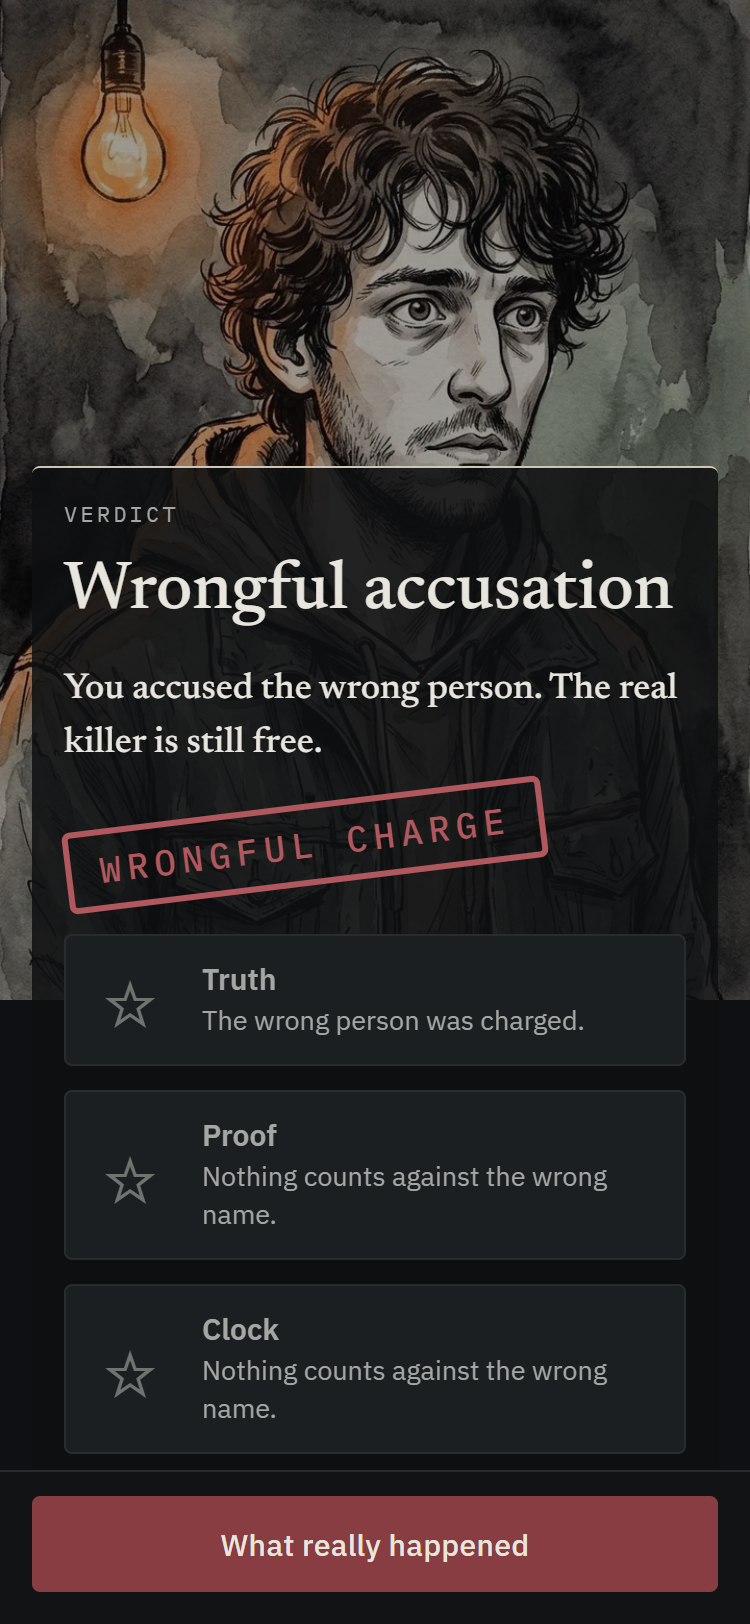 VERDICT
Wrongful accusation
You accused the wrong person. The real
killer is still free.
WRONGFUL CHARGE
Truth
The wrong person was charged.
Proof
Nothing counts against the wrong
name.
Clock
Nothing counts against the wrong
name.
What really happened